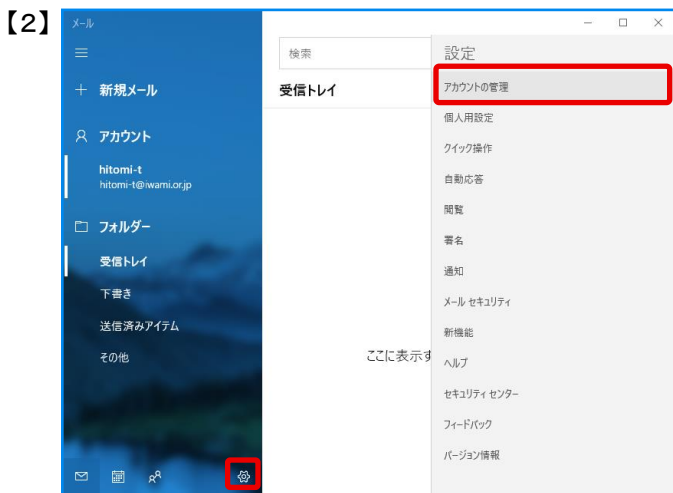 【2】
メール
検索
設定
アカウントの管理
＋ 新規メール
受信トレイ
個人用設定
アカウント
クイック操作
hitomi-t
hitomi-t@iwami.or.jp
自動応答
閲覧
フォルダー
署名
受信トレイ
通知
下書き
メール セキュリティ
送信済みアイテム
新機能
その他
ここに表示す
ヘルプ
セキュリティ センター
フィードバック
バージョン情報